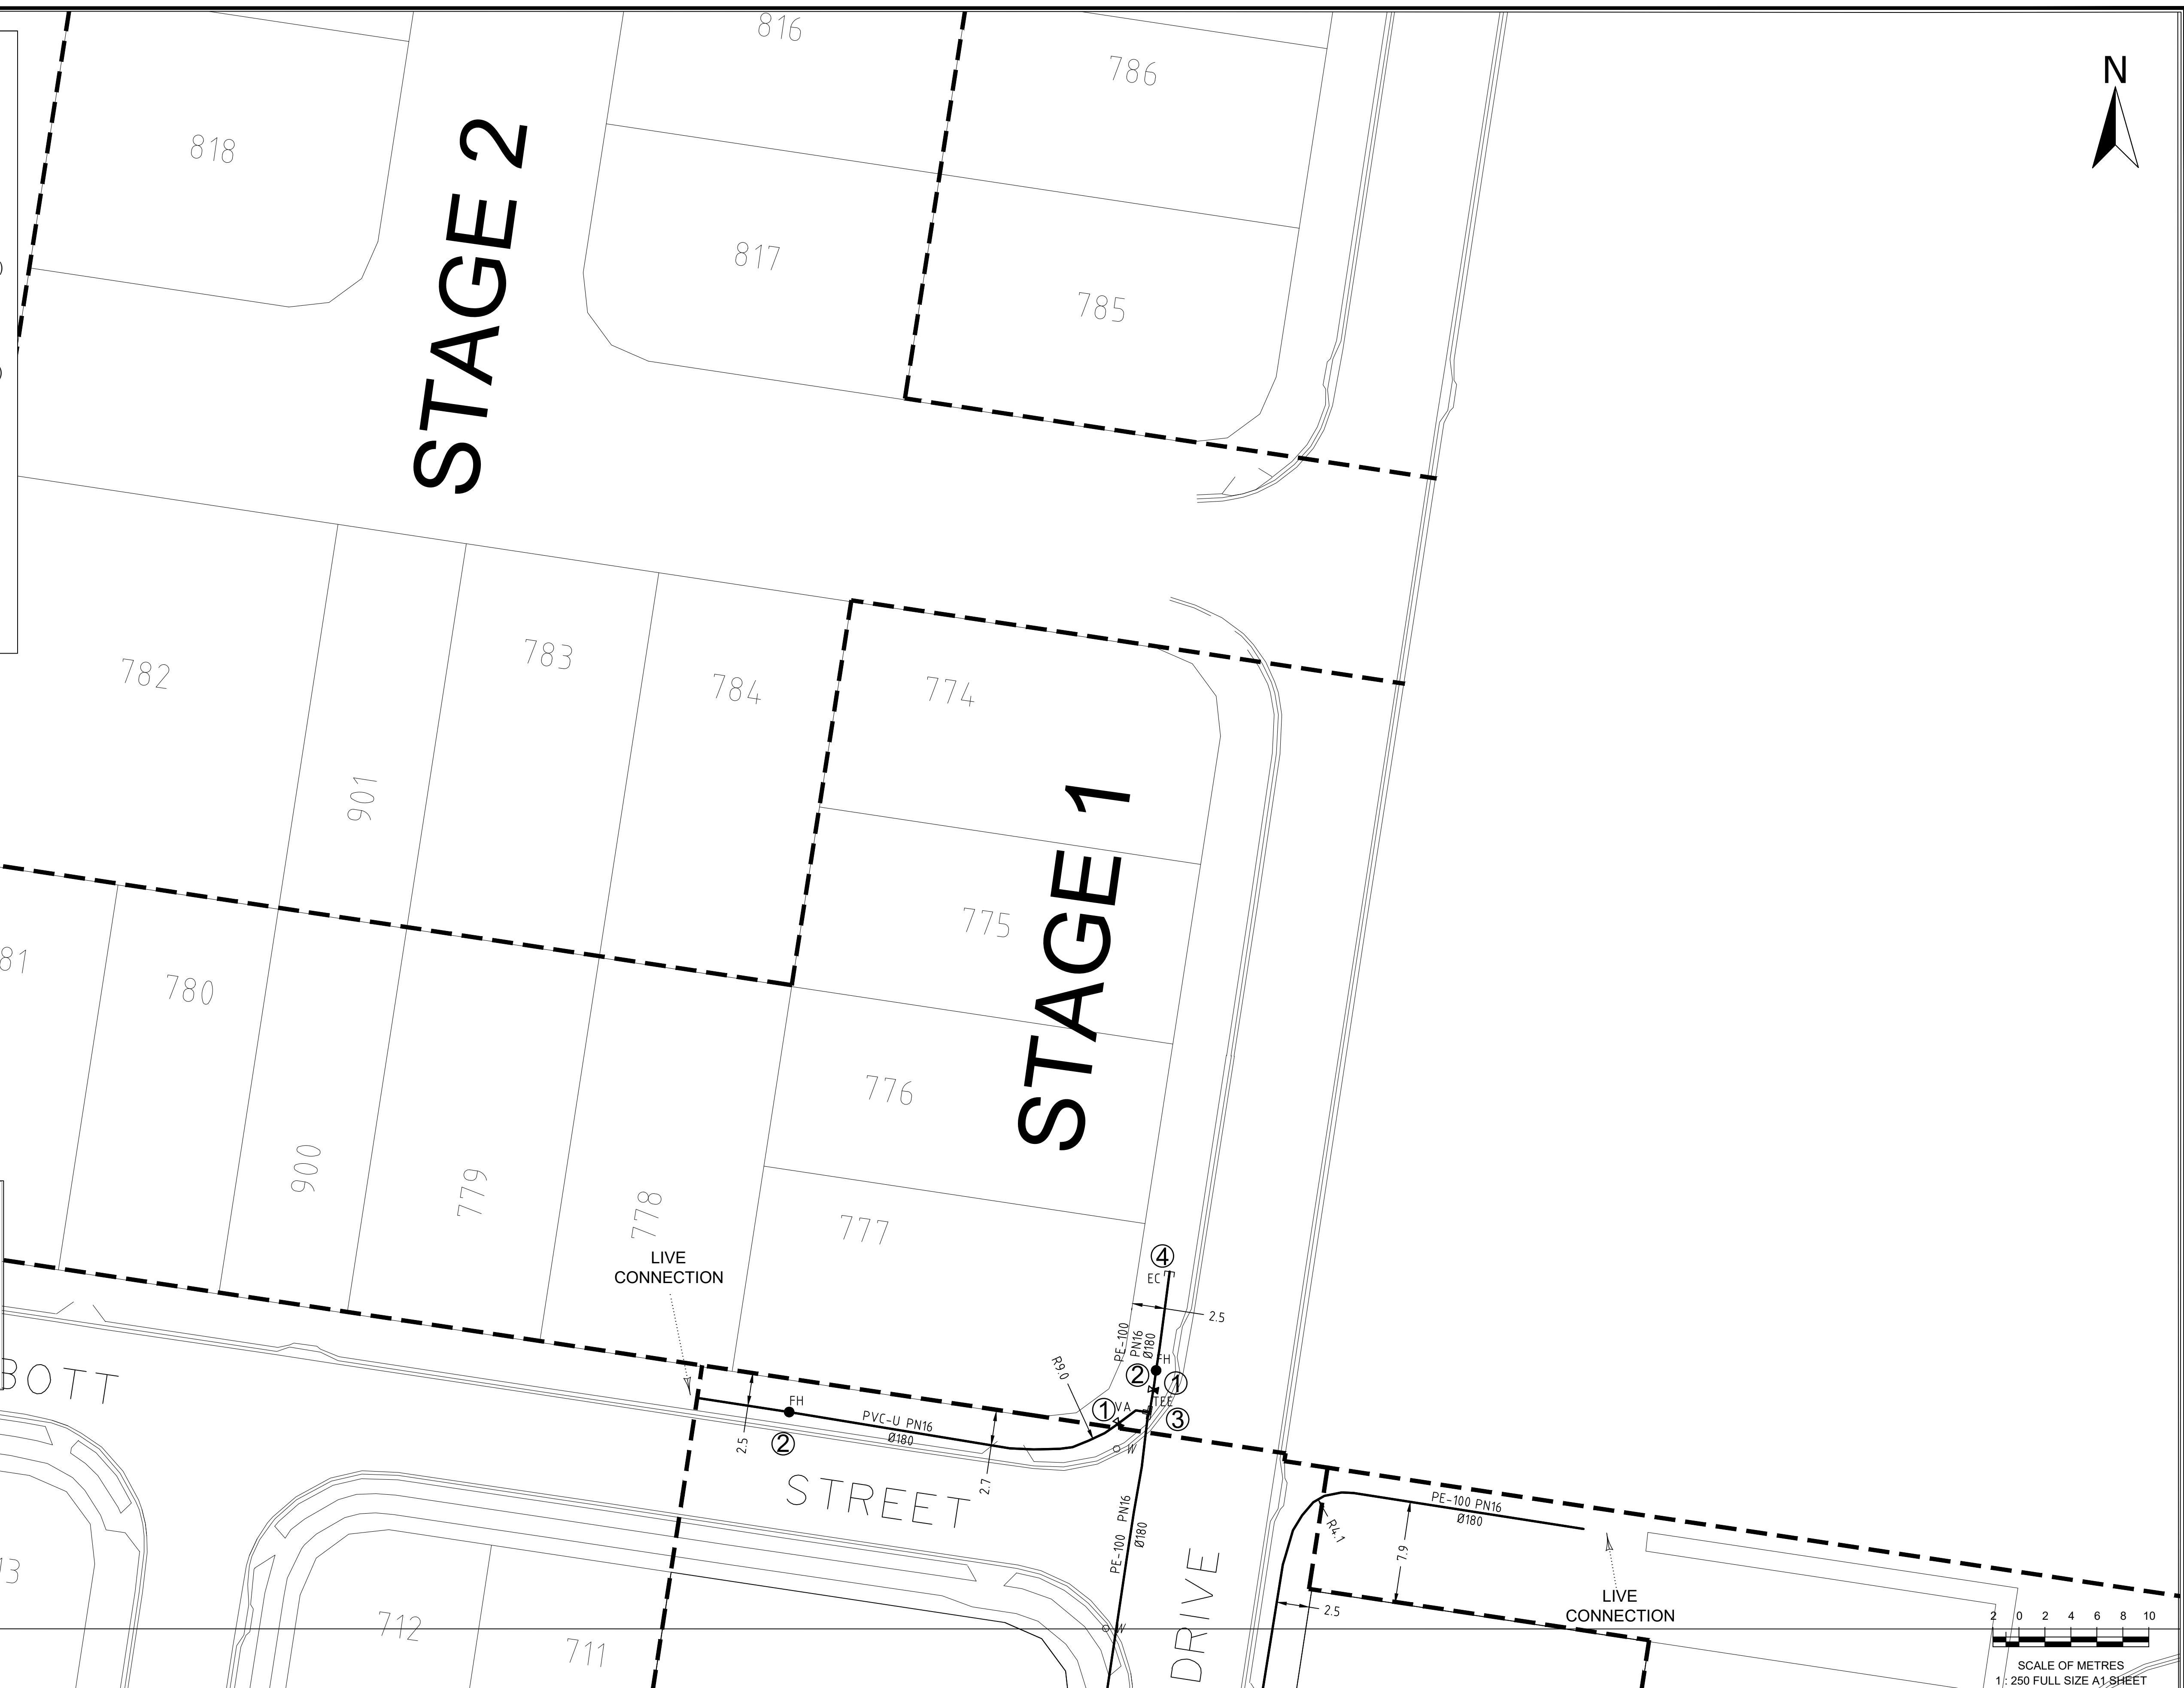 816
786
N
818
STAGE 2
817
785
782
783
784
774
901
STAGE 1
775
81
780
776
900
779
778
777
LIVE
CONNECTION
4
EC
2.5
PE-100
PN16
Ø180
FH
2
1
R9.0
TEE
1
VA
3
FH
PVC-U PN16
Ø180
2
2.5
2.7
W
BOTT
STREET
PE-100 PN16
Ø180
PE-100 PN16
Ø180
R4.1
7.9
2.5
LIVE
CONNECTION
W
DRIVE
13
712
711
2 0 2 4 6 8 10
SCALE OF METRES
1 : 250 FULL SIZE A1 SHEET